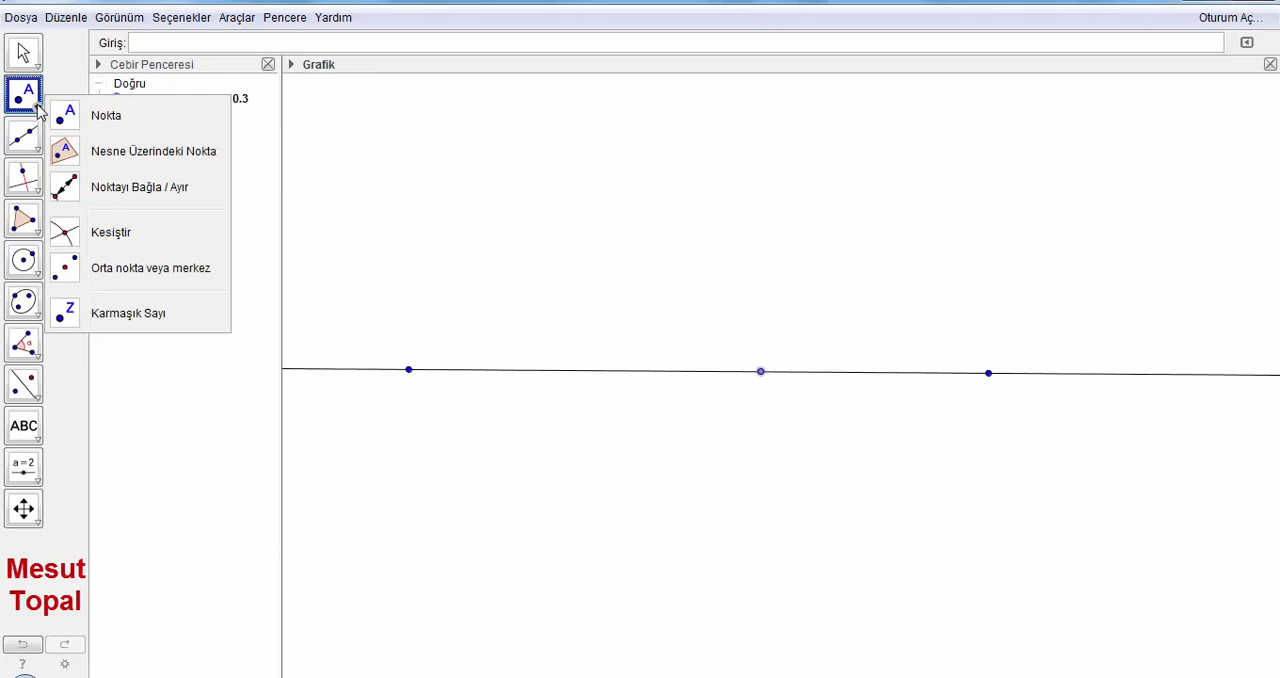 Dosya Düzenle Görünüm Seçenekler Araçlar Pencere Yardım Oturum Aç...
Giriş:
Cebir Penceresi
Grafik
Doğru
0.3
A
A Nokta
A Nesne Üzerindeki Nokta
Noktayı Bağla / Ayır
Kesiştir
Orta nokta veya merkez
Z Karmaşık Sayı
α
ABC
a = 2
Mesut
Topal
?